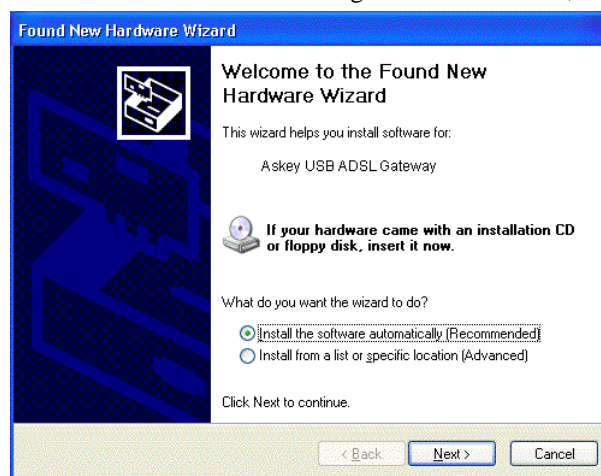 Found New Hardware Wizard
Welcome to the Found New
Hardware Wizard
This wizard helps you install software for:
Askey USB ADSL Gateway
If your hardware came with an installation CD
or floppy disk, insert it now.
What do you want the wizard to do?
Install the software automatically (Recommended)
Install from a list or specific location (Advanced)
Click Next to continue.
< Back Next > Cancel